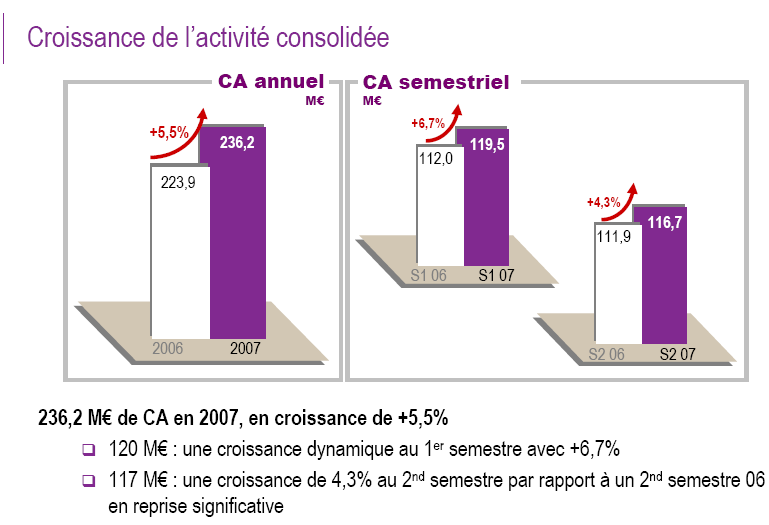 Croissance de l'activité consolidée
CA annuel
M€
+5,5%
236,2
223,9
2006
2007
CA semestriel
M€
+6,7%
119,5
112,0
S1 06
S1 07
+4,3%
116,7
111,9
S2 06
S2 07
236,2 M€ de CA en 2007, en croissance de +5,5%
❑ 120 M€ : une croissance dynamique au 1er semestre avec +6,7%
❑ 117 M€ : une croissance de 4,3% au 2nd semestre par rapport à un 2nd semestre 06
en reprise significative